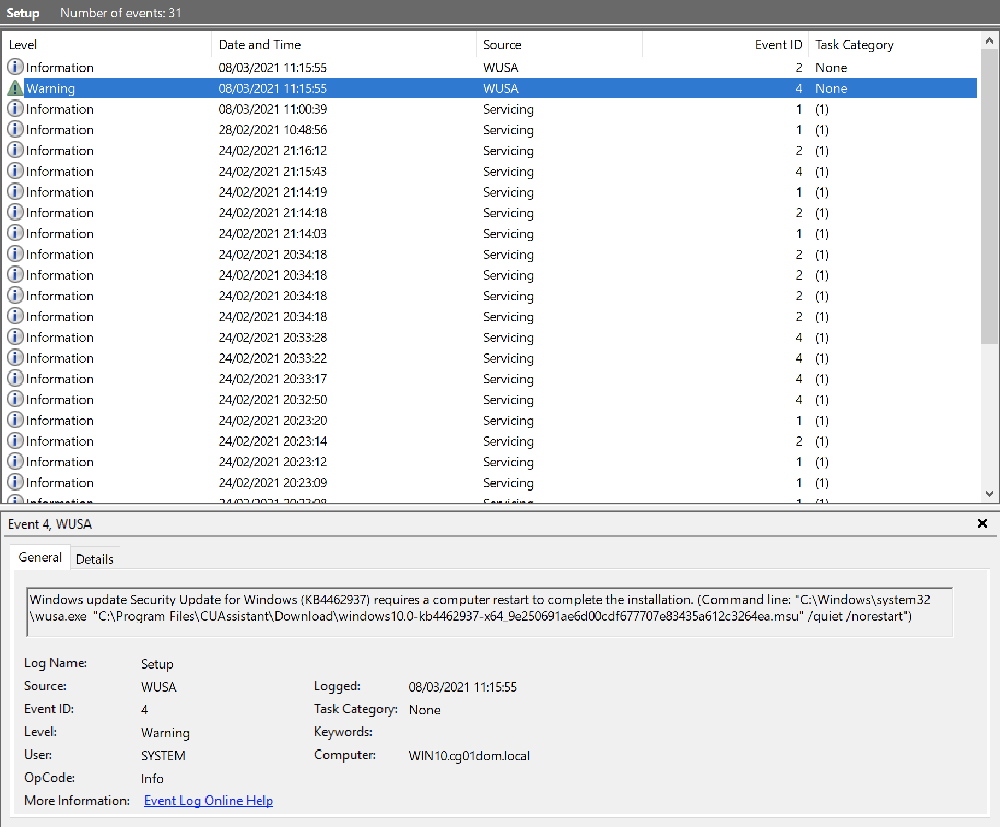 Setup Number of events: 31
Level Date and Time Source Event ID Task Category
Information 08/03/2021 11:15:55 WUSA 2 None
Warning 08/03/2021 11:15:55 WUSA 4 None
Information 08/03/2021 11:00:39 Servicing 1 (1)
Information 28/02/2021 10:48:56 Servicing 1 (1)
Information 24/02/2021 21:16:12 Servicing 2 (1)
Information 24/02/2021 21:15:43 Servicing 4 (1)
Information 24/02/2021 21:14:19 Servicing 1 (1)
Information 24/02/2021 21:14:18 Servicing 2 (1)
Information 24/02/2021 21:14:03 Servicing 1 (1)
Information 24/02/2021 20:34:18 Servicing 2 (1)
Information 24/02/2021 20:34:18 Servicing 2 (1)
Information 24/02/2021 20:34:18 Servicing 2 (1)
Information 24/02/2021 20:34:18 Servicing 2 (1)
Information 24/02/2021 20:33:28 Servicing 4 (1)
Information 24/02/2021 20:33:22 Servicing 4 (1)
Information 24/02/2021 20:33:17 Servicing 4 (1)
Information 24/02/2021 20:32:50 Servicing 4 (1)
Information 24/02/2021 20:23:20 Servicing 1 (1)
Information 24/02/2021 20:23:14 Servicing 2 (1)
Information 24/02/2021 20:23:12 Servicing 1 (1)
Information 24/02/2021 20:23:09 Servicing 1 (1)
Information 24/02/2021 20:23:08 Servicing 1 (1)
Event 4, WUSA
General Details
Windows update Security Update for Windows (KB4462937) requires a computer restart to complete the installation. (Command line: "C:\Windows\system32
\wusa.exe  "C:\Program Files\CUAssistant\Download\windows10.0-kb4462937-x64_9e250691ae6d00cdf677707e83435a612c3264ea.msu" /quiet /norestart")
Log Name: Setup
Source: WUSA Logged: 08/03/2021 11:15:55
Event ID: 4 Task Category: None
Level: Warning Keywords:
User: SYSTEM Computer: WIN10.cg01dom.local
OpCode: Info
More Information: Event Log Online Help